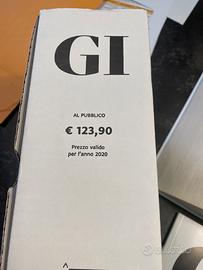 GI
AL PUBBLICO
€ 123,90
Prezzo valido
per l'anno 2020